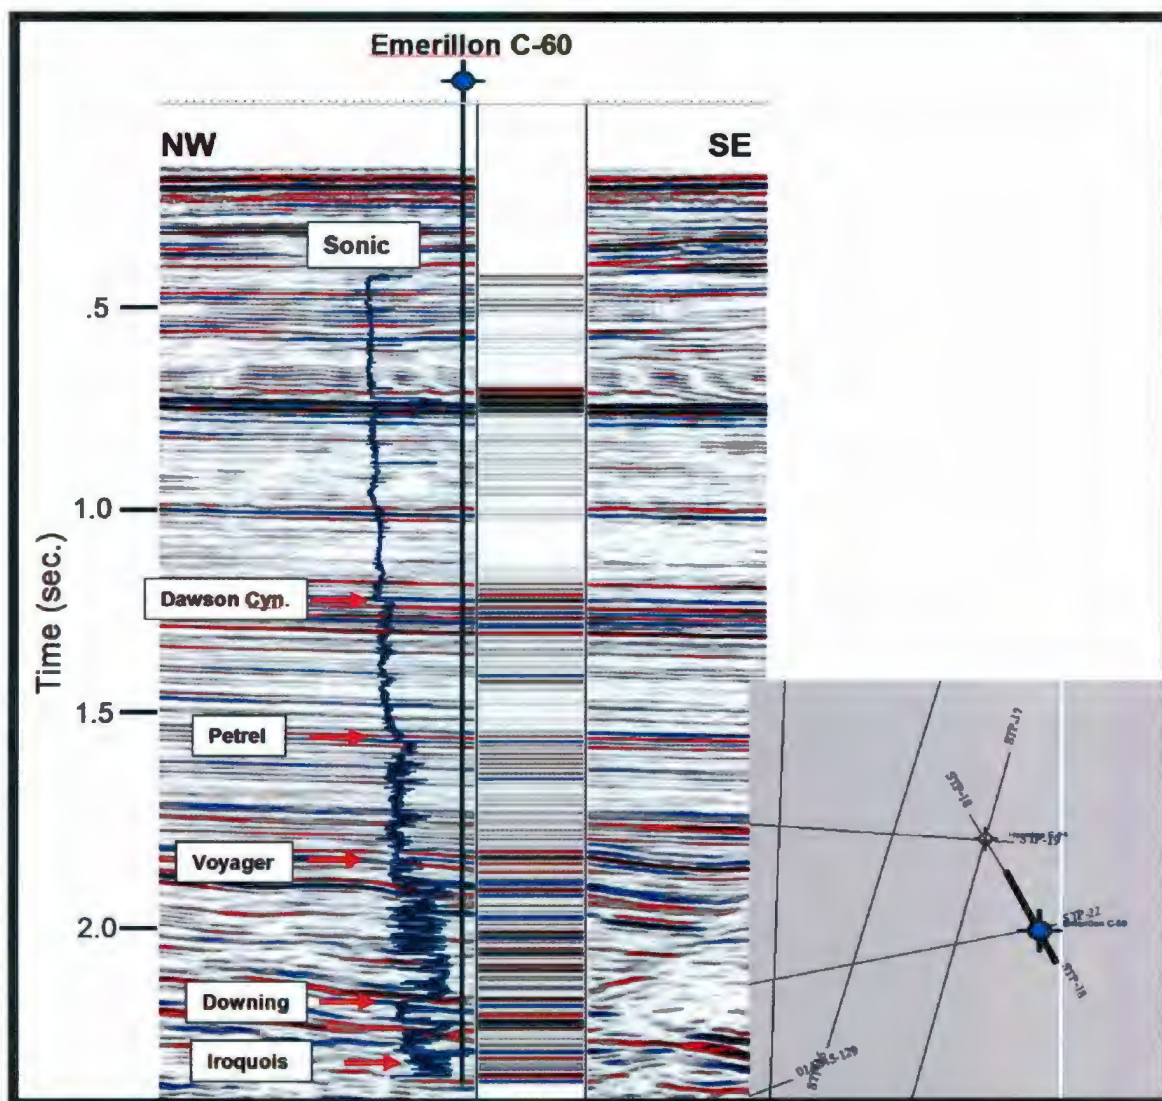 Emerillon C-60
NW
SE
Sonic
.5
1.0
Dawson Cyn.
Time (sec.)
1.5
Petrel
Voyager
2.0
Downing
Iroquois
STP-17
STP-18
STP-19
STP-22
Emerillon C-60
STP-18